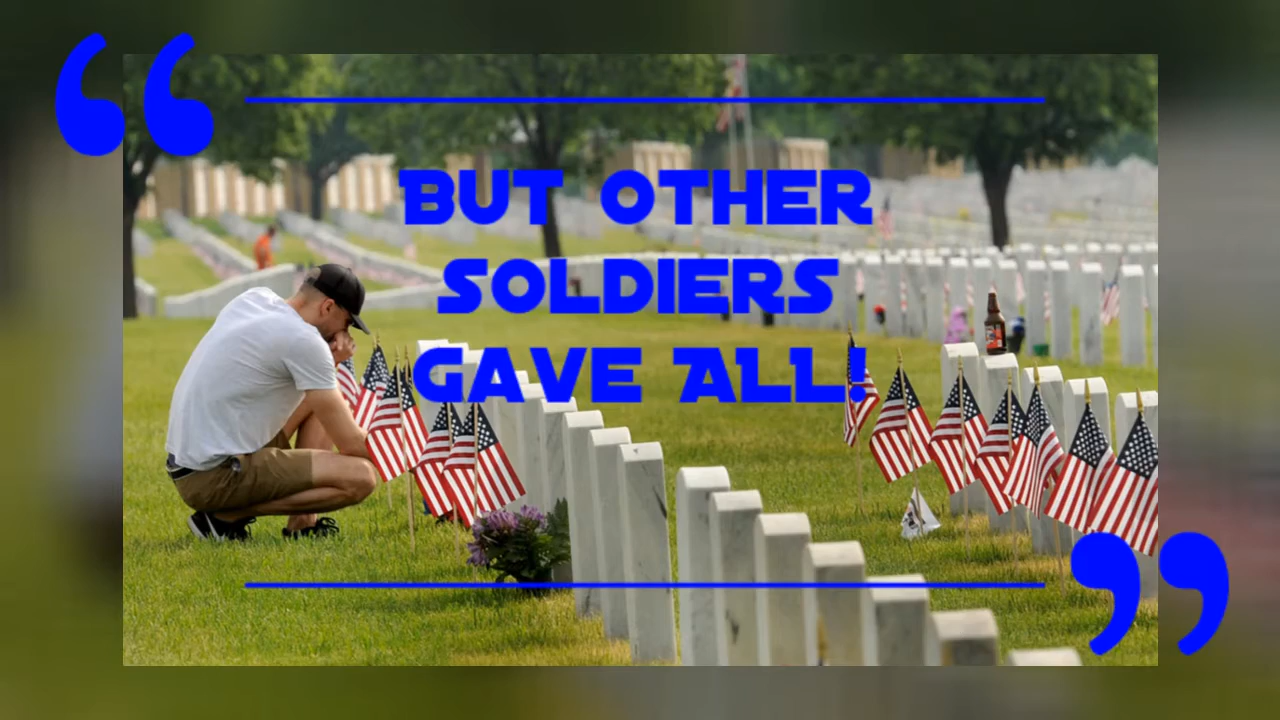 “
BUT OTHER
SOLDIERS
GAVE ALL!
”